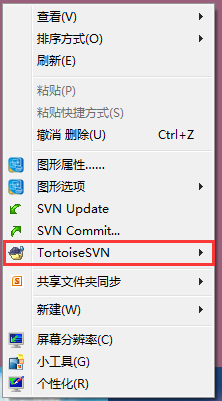 查看(V)
排序方式(O)
刷新(E)
粘贴(P)
粘贴快捷方式(S)
撤消 删除(U) Ctrl+Z
图形属性......
图形选项
SVN Update
SVN Commit...
TortoiseSVN
共享文件夹同步
新建(W)
屏幕分辨率(C)
小工具(G)
个性化(R)